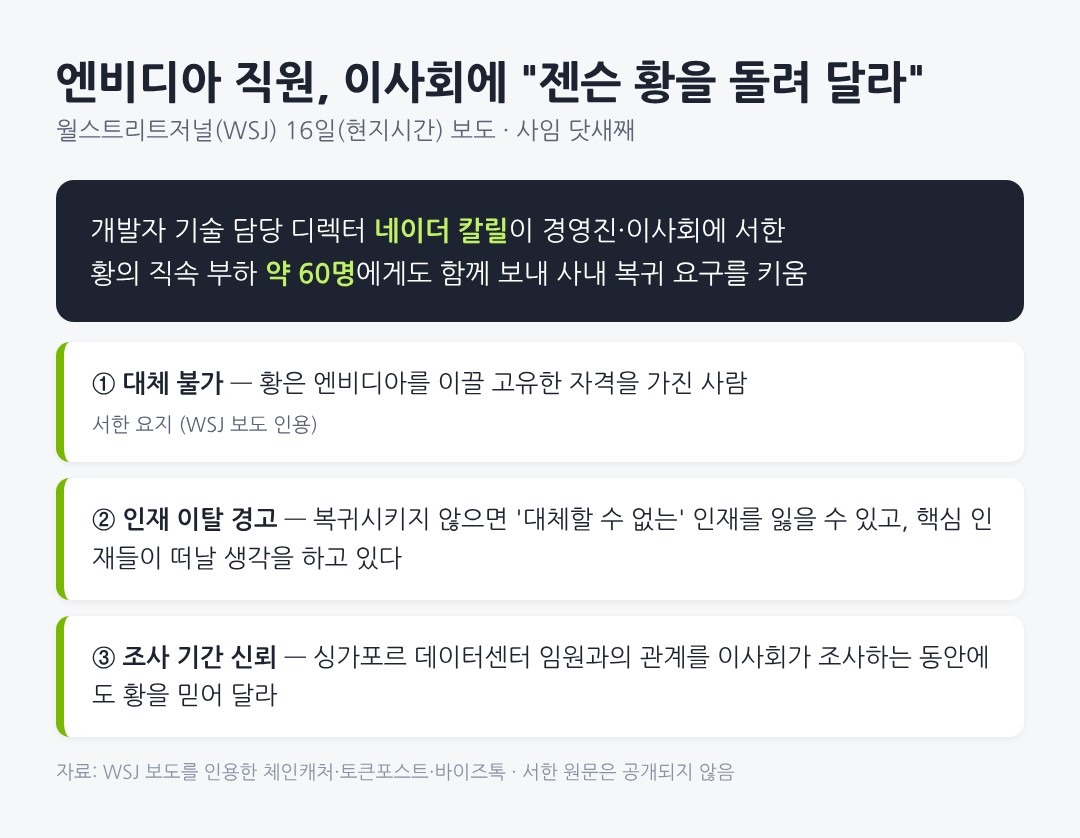 엔비디아 직원, 이사회에 "젠슨 황을 돌려 달라"
월스트리트저널(WSJ) 16일(현지시간) 보도 · 사임 닷새째
개발자 기술 담당 디렉터 네이더 칼릴이 경영진·이사회에 서한
황의 직속 부하 약 60명에게도 함께 보내 사내 복귀 요구를 키움
① 대체 불가 — 황은 엔비디아를 이끌 고유한 자격을 가진 사람
서한 요지 (WSJ 보도 인용)
② 인재 이탈 경고 — 복귀시키지 않으면 '대체할 수 없는' 인재를 잃을 수 있고, 핵심 인
재들이 떠날 생각을 하고 있다
③ 조사 기간 신뢰 — 싱가포르 데이터센터 임원과의 관계를 이사회가 조사하는 동안에
도 황을 믿어 달라
자료: WSJ 보도를 인용한 체인캐처·토큰포스트·바이즈톡 · 서한 원문은 공개되지 않음